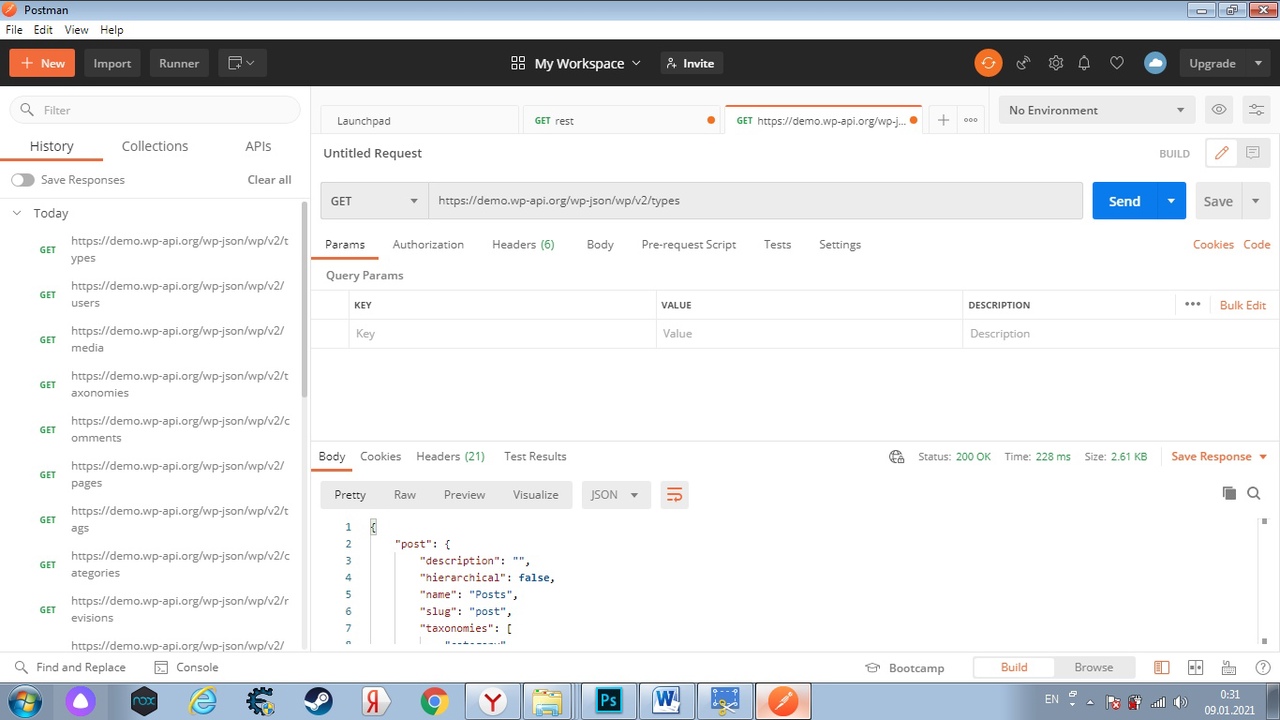 Postman
File Edit View Help
New Import Runner My Workspace Invite Upgrade
Filter
History Collections APIs
Save Responses Clear all
Today
GET https://demo.wp-api.org/wp-json/wp/v2/t
ypes
GET https://demo.wp-api.org/wp-json/wp/v2/
users
GET https://demo.wp-api.org/wp-json/wp/v2/
media
GET https://demo.wp-api.org/wp-json/wp/v2/t
axonomies
GET https://demo.wp-api.org/wp-json/wp/v2/c
omments
GET https://demo.wp-api.org/wp-json/wp/v2/
pages
GET https://demo.wp-api.org/wp-json/wp/v2/t
ags
GET https://demo.wp-api.org/wp-json/wp/v2/c
ategories
GET https://demo.wp-api.org/wp-json/wp/v2/r
evisions
https://demo.wp-api.org/wp-json/wp/v2/
Launchpad GET rest GET https://demo.wp-api.org/wp-j... No Environment
Untitled Request BUILD
GET https://demo.wp-api.org/wp-json/wp/v2/types Send Save
Params Authorization Headers (6) Body Pre-request Script Tests Settings Cookies Code
Query Params
KEY VALUE DESCRIPTION Bulk Edit
Key Value Description
Body Cookies Headers (21) Test Results Status: 200 OK Time: 228 ms Size: 2.61 KB Save Response
Pretty Raw Preview Visualize JSON
1 {
2 "post": {
3 "description": "",
4 "hierarchical": false,
5 "name": "Posts",
6 "slug": "post",
7 "taxonomies": [
8 "category"
Find and Replace Console Bootcamp Build Browse
nox Я Y Ps W EN 0:31
09.01.2021